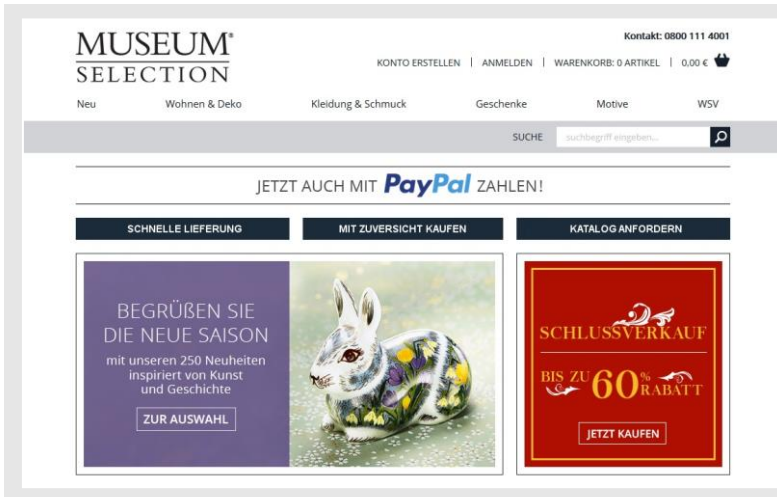 MUSEUM®
SELECTION
Kontakt: 0800 111 4001
KONTO ERSTELLEN | ANMELDEN | WARENKORB: 0 ARTIKEL | 0,00 €
Neu Wohnen & Deko Kleidung & Schmuck Geschenke Motive WSV
SUCHE suchbegriff eingeben...
JETZT AUCH MIT PayPal ZAHLEN!
SCHNELLE LIEFERUNG MIT ZUVERSICHT KAUFEN KATALOG ANFORDERN
BEGRÜßEN SIE
DIE NEUE SAISON
mit unseren 250 Neuheiten
inspiriert von Kunst
und Geschichte
ZUR AUSWAHL
SCHLUSSVERKAUF
BIS ZU 60% RABATT
JETZT KAUFEN